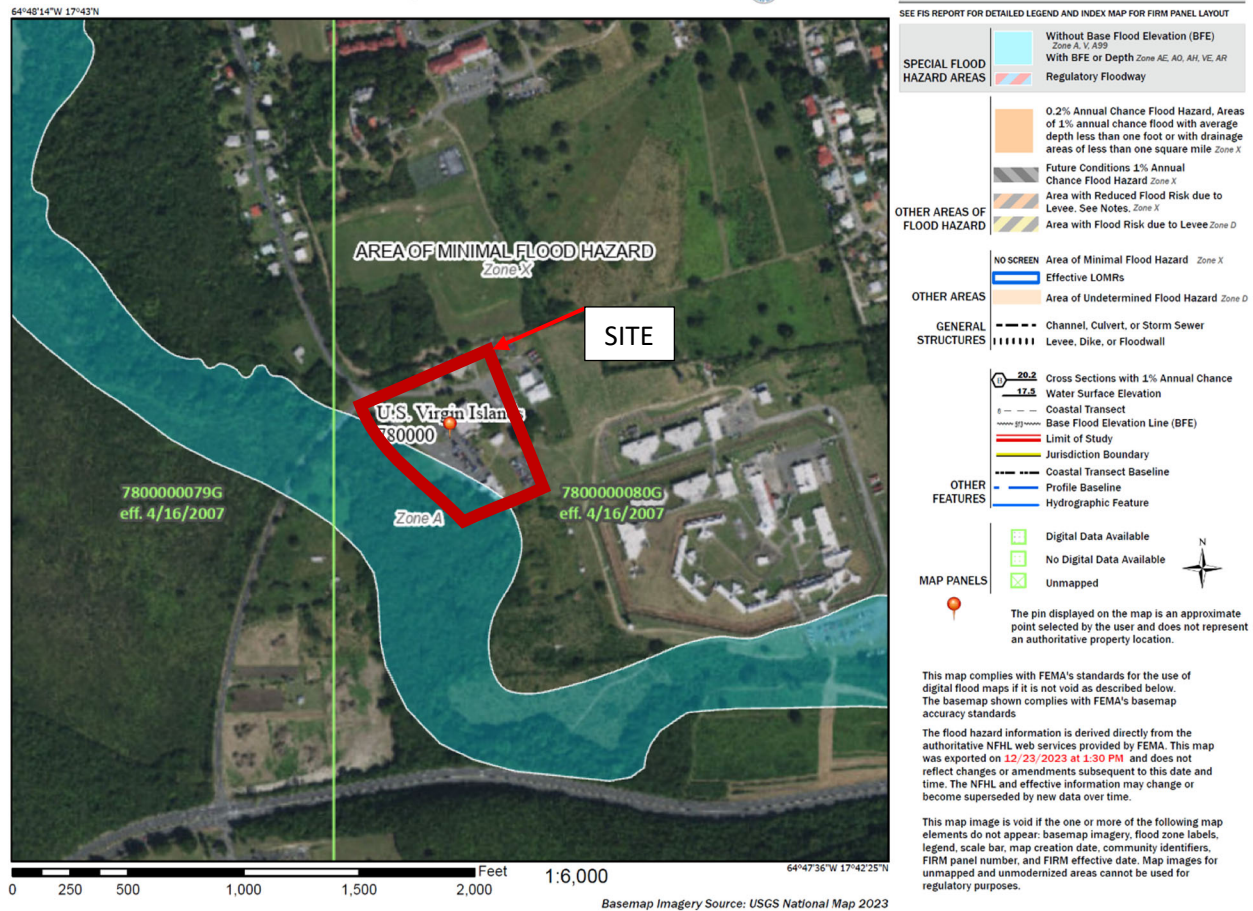 64°48'14"W 17°43'N
AREA OF MINIMAL FLOOD HAZARD
Zone X
SITE
U.S. Virgin Islands
780000
7800000079G
eff. 4/16/2007
7800000080G
eff. 4/16/2007
Zone A
Feet
1:6,000
64°47'36"W 17°42'25"N
0 250 500 1,000 1,500 2,000
Basemap Imagery Source: USGS National Map 2023
SEE FIS REPORT FOR DETAILED LEGEND AND INDEX MAP FOR FIRM PANEL LAYOUT
SPECIAL FLOOD
HAZARD AREAS
Without Base Flood Elevation (BFE)
Zone A, V, A99
With BFE or Depth Zone AE, AO, AH, VE, AR
Regulatory Floodway
0.2% Annual Chance Flood Hazard, Areas
of 1% annual chance flood with average
depth less than one foot or with drainage
areas of less than one square mile Zone X
Future Conditions 1% Annual
Chance Flood Hazard Zone X
OTHER AREAS OF
FLOOD HAZARD
Area with Reduced Flood Risk due to
Levee. See Notes. Zone X
Area with Flood Risk due to Levee Zone D
OTHER AREAS
NO SCREEN Area of Minimal Flood Hazard Zone X
Effective LOMRs
Area of Undetermined Flood Hazard Zone D
GENERAL
STRUCTURES
Channel, Culvert, or Storm Sewer
Levee, Dike, or Floodwall
OTHER
FEATURES
B 20.2 Cross Sections with 1% Annual Chance
17.5 Water Surface Elevation
8 Coastal Transect
513 Base Flood Elevation Line (BFE)
Limit of Study
Jurisdiction Boundary
Coastal Transect Baseline
Profile Baseline
Hydrographic Feature
MAP PANELS
Digital Data Available
No Digital Data Available
Unmapped
N
The pin displayed on the map is an approximate
point selected by the user and does not represent
an authoritative property location.
This map complies with FEMA's standards for the use of
digital flood maps if it is not void as described below.
The basemap shown complies with FEMA's basemap
accuracy standards
The flood hazard information is derived directly from the
authoritative NFHL web services provided by FEMA. This map
was exported on 12/23/2023 at 1:30 PM and does not
reflect changes or amendments subsequent to this date and
time. The NFHL and effective information may change or
become superseded by new data over time.
This map image is void if the one or more of the following map
elements do not appear: basemap imagery, flood zone labels,
legend, scale bar, map creation date, community identifiers,
FIRM panel number, and FIRM effective date. Map images for
unmapped and unmodernized areas cannot be used for
regulatory purposes.